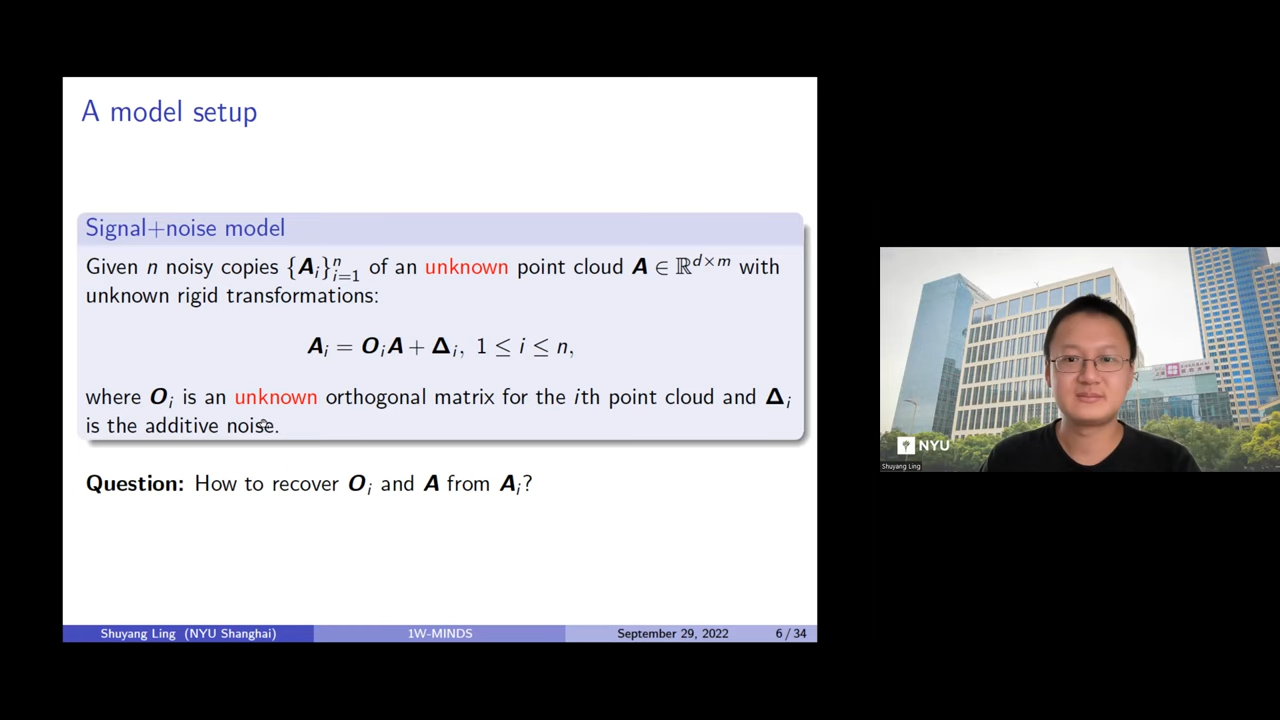 A model setup
Signal+noise model
Given n noisy copies {A_i}_{i=1}^n of an unknown point cloud A ∈ ℝ^{d×m} with
unknown rigid transformations:
A_i = O_i A + Δ_i, 1 ≤ i ≤ n,
where O_i is an unknown orthogonal matrix for the ith point cloud and Δ_i
is the additive noise.
Question: How to recover O_i and A from A_i?
Shuyang Ling (NYU Shanghai) 1W-MINDS September 29, 2022 6 / 34
NYU
Shuyang Ling